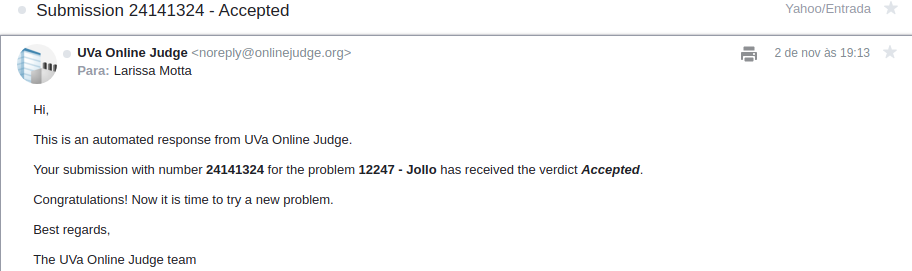 Submission 24141324 - Accepted
Yahoo/Entrada
UVa Online Judge <noreply@onlinejudge.org>
2 de nov às 19:13
Para: Larissa Motta
Hi,
This is an automated response from UVa Online Judge.
Your submission with number 24141324 for the problem 12247 - Jollo has received the verdict Accepted.
Congratulations! Now it is time to try a new problem.
Best regards,
The UVa Online Judge team